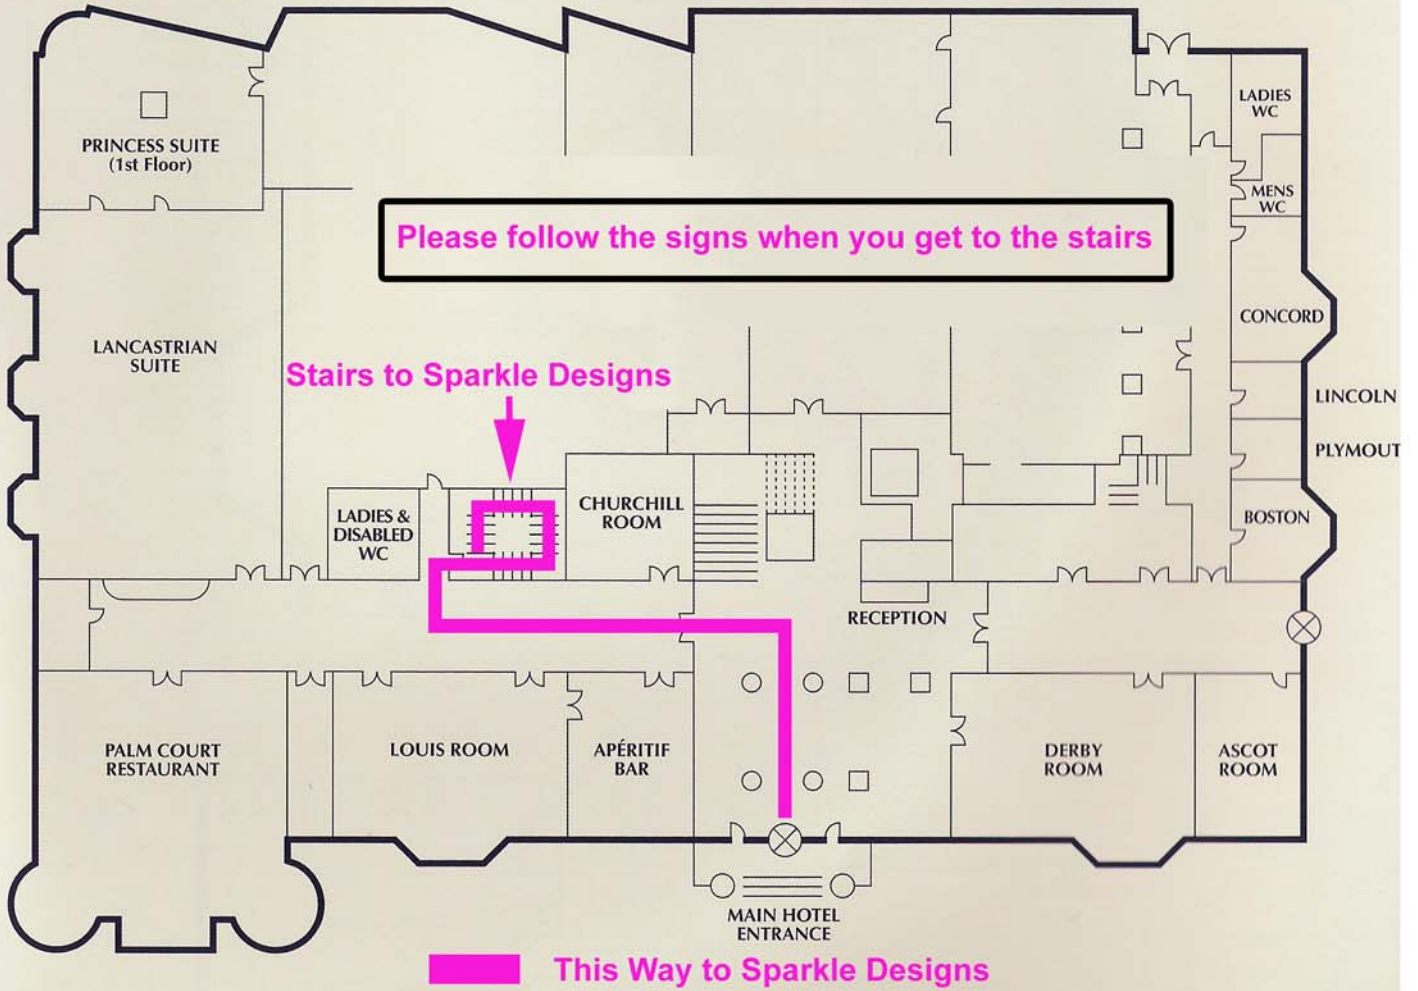 LADIES
WC
PRINCESS SUITE
(1st Floor)
MENS
WC
Please follow the signs when you get to the stairs
CONCORD
LANCASTRIAN
SUITE
Stairs to Sparkle Designs
LINCOLN
PLYMOUT
LADIES &
DISABLED
WC
CHURCHILL
ROOM
BOSTON
RECEPTION
PALM COURT
RESTAURANT
LOUIS ROOM
APÉRITIF
BAR
DERBY
ROOM
ASCOT
ROOM
MAIN HOTEL
ENTRANCE
This Way to Sparkle Designs